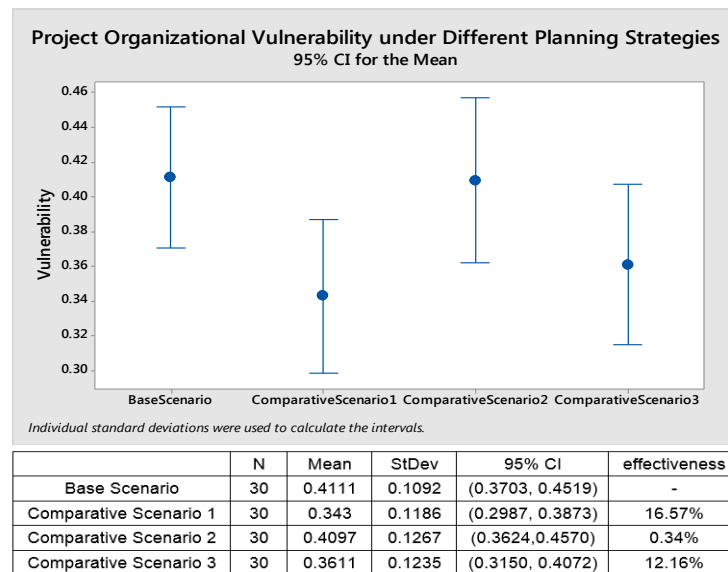 Project Organizational Vulnerability under Different Planning Strategies
95% CI for the Mean
0.46
0.44
0.42
0.40
0.38
0.36
0.34
0.32
0.30
Vulnerability
BaseScenario ComparativeScenario1 ComparativeScenario2 ComparativeScenario3
Individual standard deviations were used to calculate the intervals.
N Mean StDev 95% CI effectiveness
Base Scenario 30 0.4111 0.1092 (0.3703, 0.4519) -
Comparative Scenario 1 30 0.343 0.1186 (0.2987, 0.3873) 16.57%
Comparative Scenario 2 30 0.4097 0.1267 (0.3624,0.4570) 0.34%
Comparative Scenario 3 30 0.3611 0.1235 (0.3150, 0.4072) 12.16%